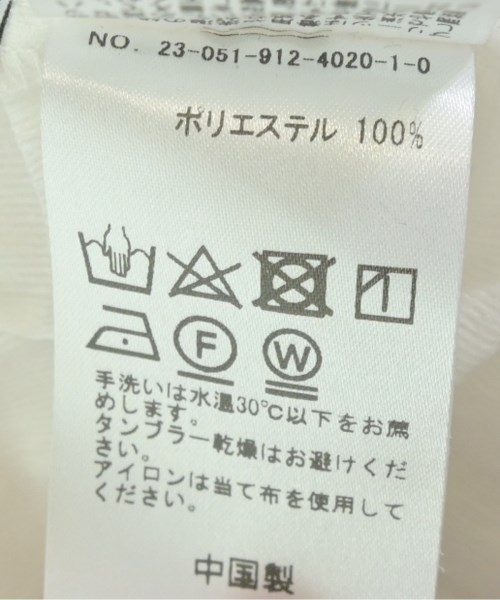 NO. 23-051-912-4020-1-0
ポリエステル 100%
F W
手洗いは水温30℃以下をお薦
めします。
タンブラー乾燥はお避けくだ
さい。
アイロンは当て布を使用して
ください。
中国製